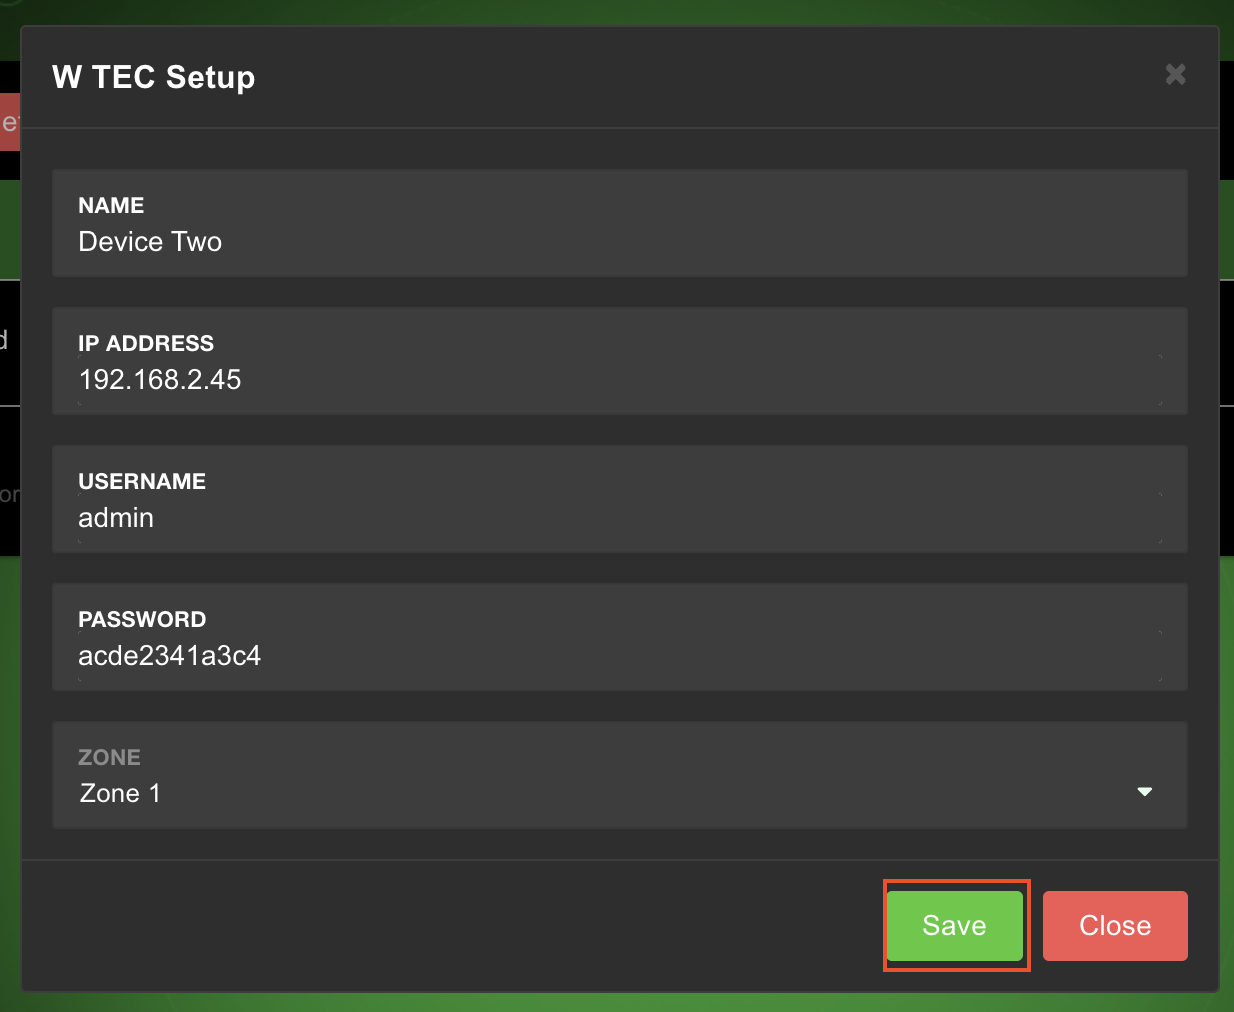 W TEC Setup
NAME
Device Two
IP ADDRESS
192.168.2.45
USERNAME
admin
PASSWORD
acde2341a3c4
ZONE
Zone 1
Save Close